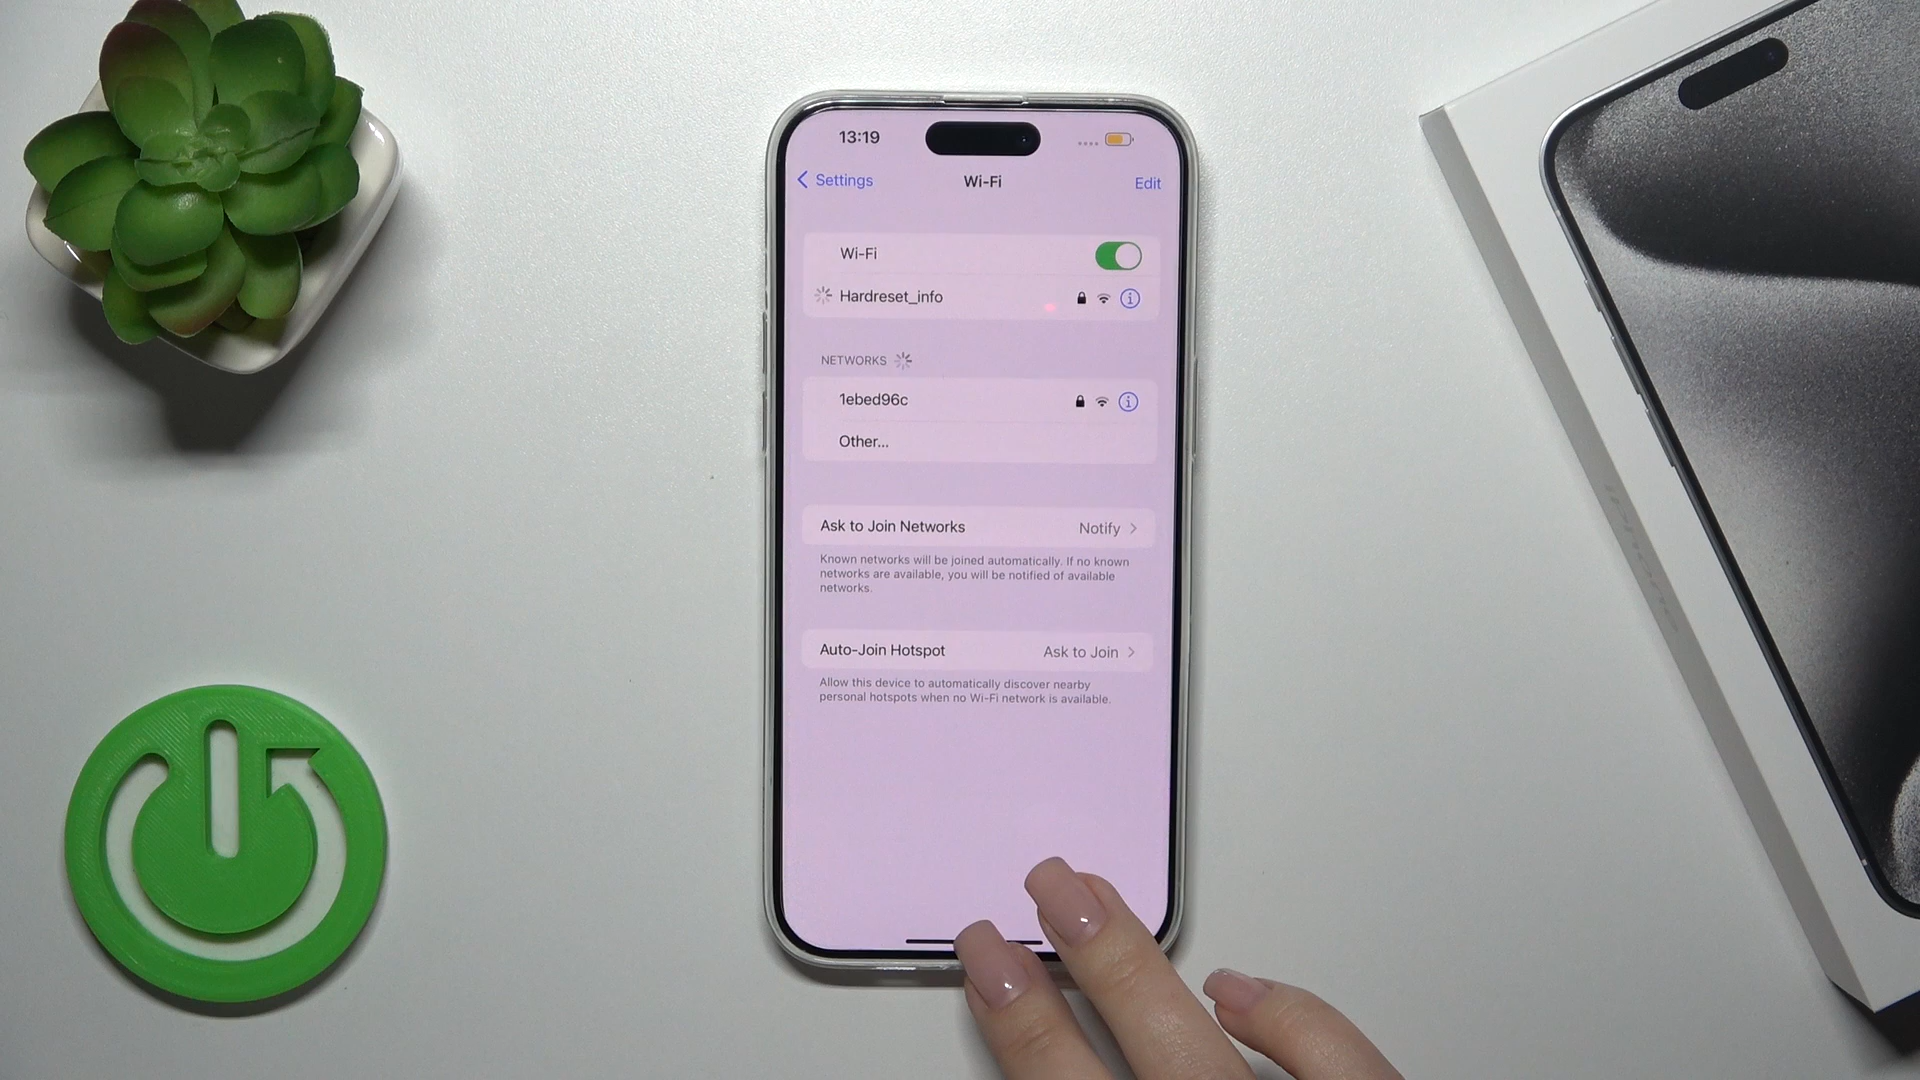 13:19
Settings
Wi-Fi
Edit
Wi-Fi
Hardreset_info
NETWORKS
1ebed96c
Other...
Ask to Join Networks
Notify
Known networks will be joined automatically. If no known
networks are available, you will be notified of available
networks.
Auto-Join Hotspot
Ask to Join
Allow this device to automatically discover nearby
personal hotspots when no Wi-Fi network is available.
iPhone